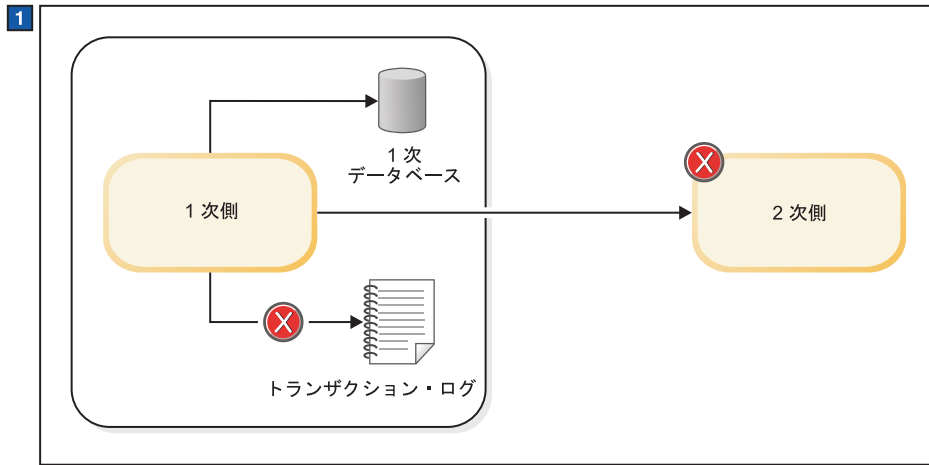 1
1 次
データベース
1 次側
2 次側
トランザクション・ログ